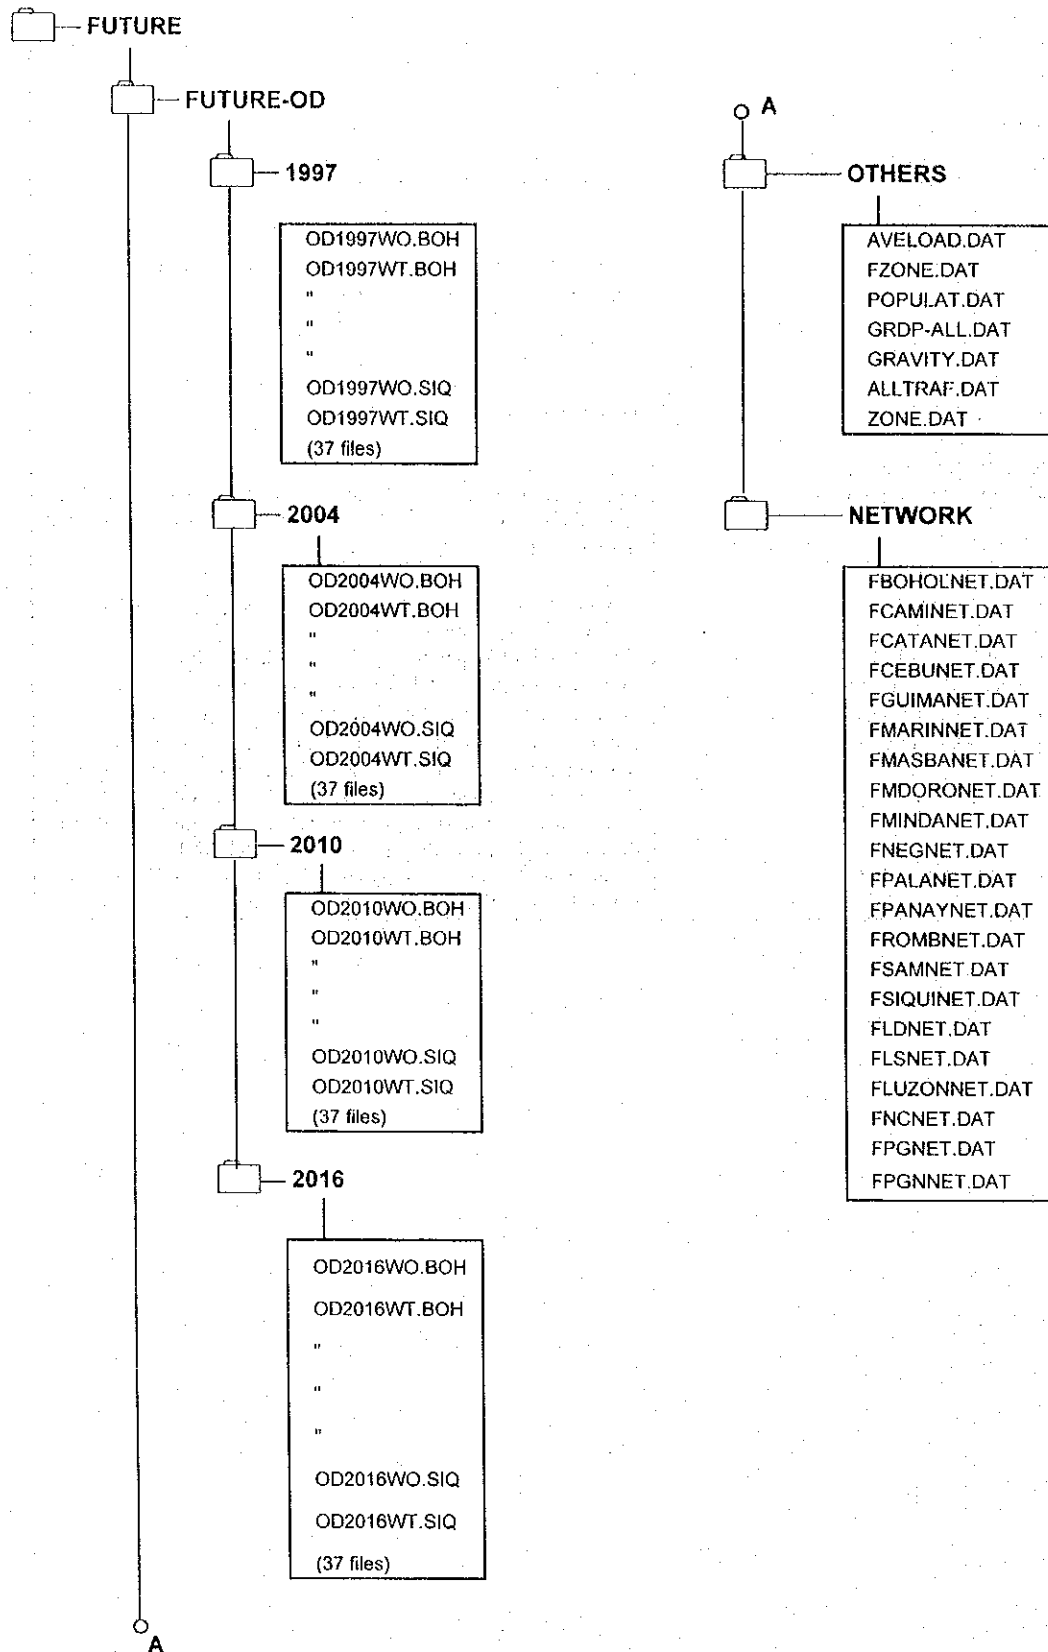 FUTURE
FUTURE-OD
1997
OD1997WO.BOH
OD1997WT.BOH
"
"
"
OD1997WO.SIQ
OD1997WT.SIQ
(37 files)
2004
OD2004WO.BOH
OD2004WT.BOH
"
"
"
OD2004WO.SIQ
OD2004WT.SIQ
(37 files)
2010
OD2010WO.BOH
OD2010WT.BOH
"
"
"
OD2010WO.SIQ
OD2010WT.SIQ
(37 files)
2016
OD2016WO.BOH
OD2016WT.BOH
"
"
"
OD2016WO.SIQ
OD2016WT.SIQ
(37 files)
A
A
OTHERS
AVELOAD.DAT
FZONE.DAT
POPULAT.DAT
GRDP-ALL.DAT
GRAVITY.DAT
ALLTRAF.DAT
ZONE.DAT
NETWORK
FBOHOLNET.DAT
FCAMINET.DAT
FCATANET.DAT
FCEBUNET.DAT
FGUIMANET.DAT
FMARINNET.DAT
FMASBANET.DAT
FMDORONET.DAT
FMINDANET.DAT
FNEGNET.DAT
FPALANET.DAT
FPANAYNET.DAT
FROMBNET.DAT
FSAMNET.DAT
FSIQUINET.DAT
FLDNET.DAT
FLSNET.DAT
FLUZONNET.DAT
FNCNET.DAT
FPGNET.DAT
FPGNNET.DAT